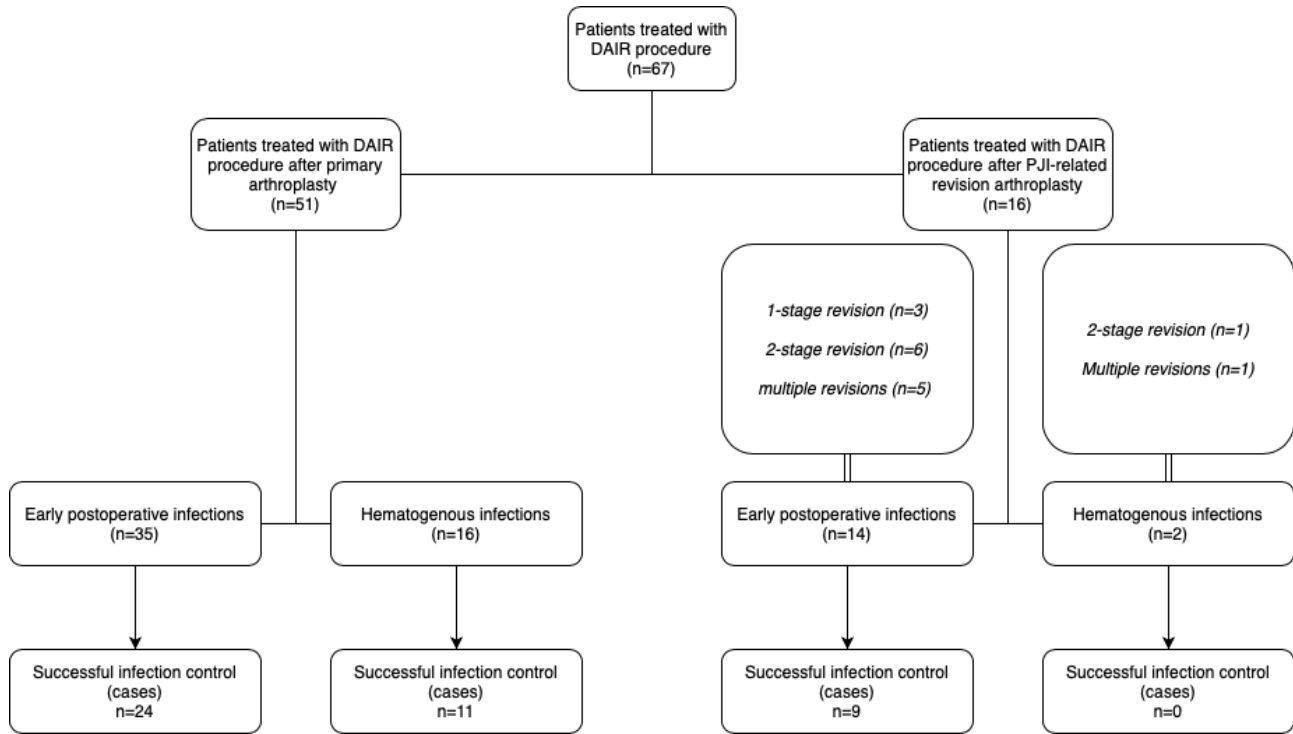 Patients treated with
DAIR procedure
(n=67)
Patients treated with DAIR
procedure after primary
arthroplasty
(n=51)
Patients treated with DAIR
procedure after PJI-related
revision arthroplasty
(n=16)
1-stage revision (n=3)
2-stage revision (n=6)
multiple revisions (n=5)
2-stage revision (n=1)
Multiple revisions (n=1)
Early postoperative infections
(n=35)
Hematogenous infections
(n=16)
Early postoperative infections
(n=14)
Hematogenous infections
(n=2)
Successful infection control
(cases)
n=24
Successful infection control
(cases)
n=11
Successful infection control
(cases)
n=9
Successful infection control
(cases)
n=0